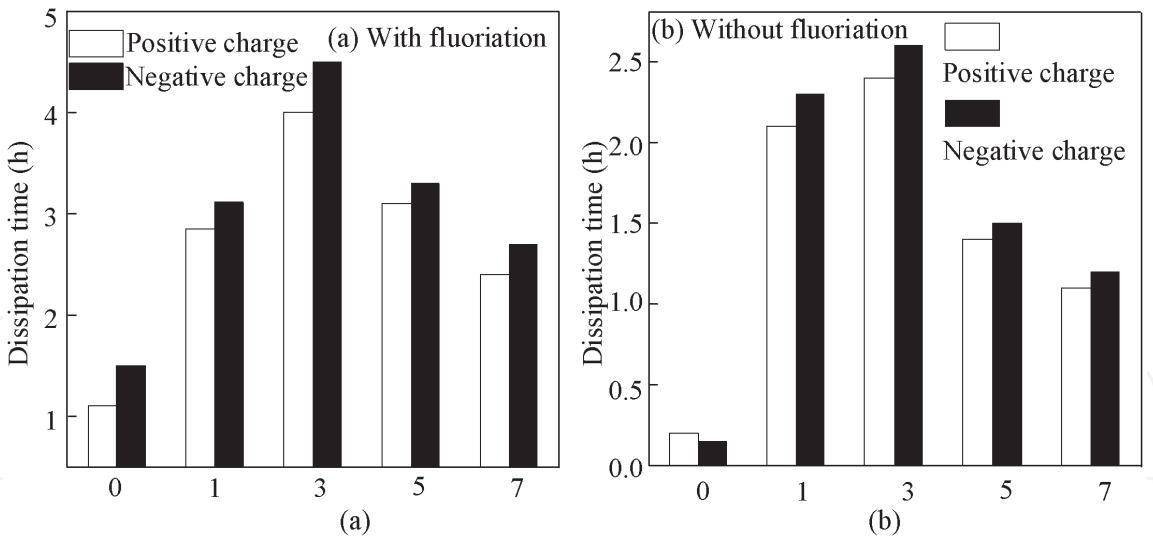 5
4
3
2
1
Dissipation time (h)
Positive charge
Negative charge
(a) With fluoriation
0 1 3 5 7
(a)
2.5
2.0
1.5
1.0
0.5
0.0
Dissipation time (h)
(b) Without fluoriation
Positive charge
Negative charge
0 1 3 5 7
(b)